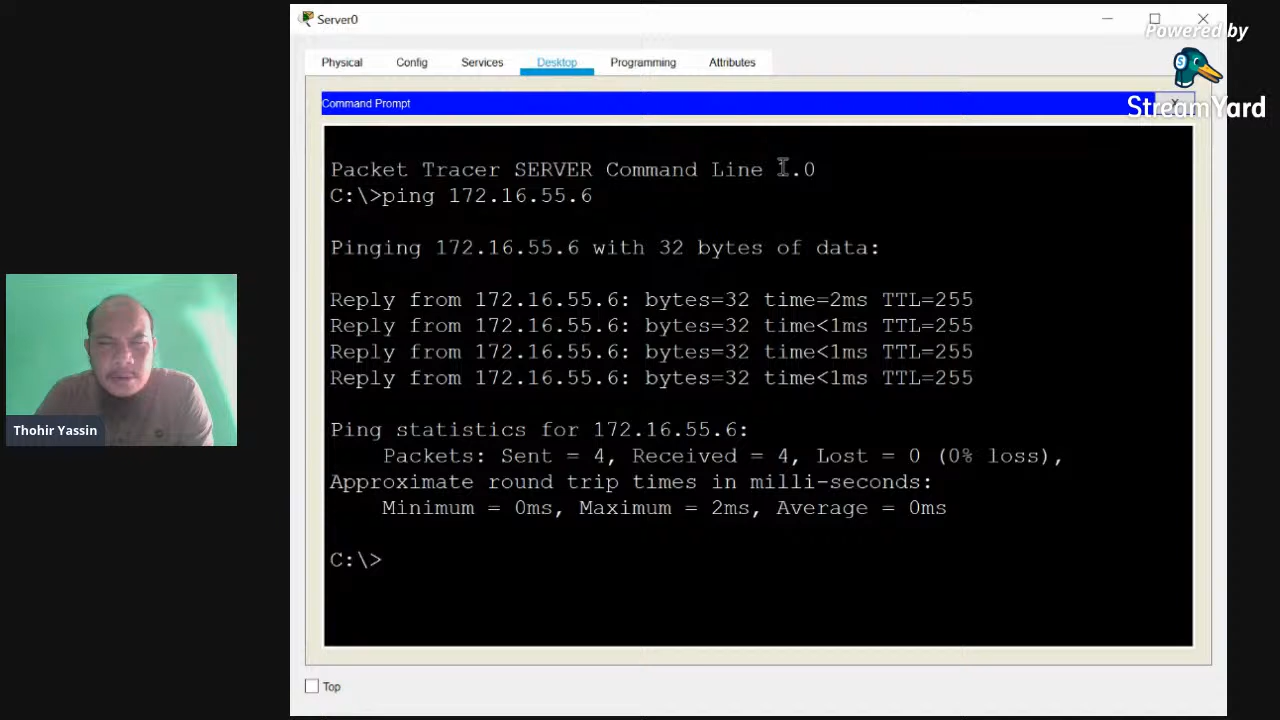 Server0
Powered by
StreamYard
Physical Config Services Desktop Programming Attributes
Command Prompt
Packet Tracer SERVER Command Line 1.0
C:\>ping 172.16.55.6
Pinging 172.16.55.6 with 32 bytes of data:
Reply from 172.16.55.6: bytes=32 time=2ms TTL=255
Reply from 172.16.55.6: bytes=32 time<1ms TTL=255
Reply from 172.16.55.6: bytes=32 time<1ms TTL=255
Reply from 172.16.55.6: bytes=32 time<1ms TTL=255
Ping statistics for 172.16.55.6:
Packets: Sent = 4, Received = 4, Lost = 0 (0% loss),
Approximate round trip times in milli-seconds:
Minimum = 0ms, Maximum = 2ms, Average = 0ms
C:\>
Thohir Yassin
Top